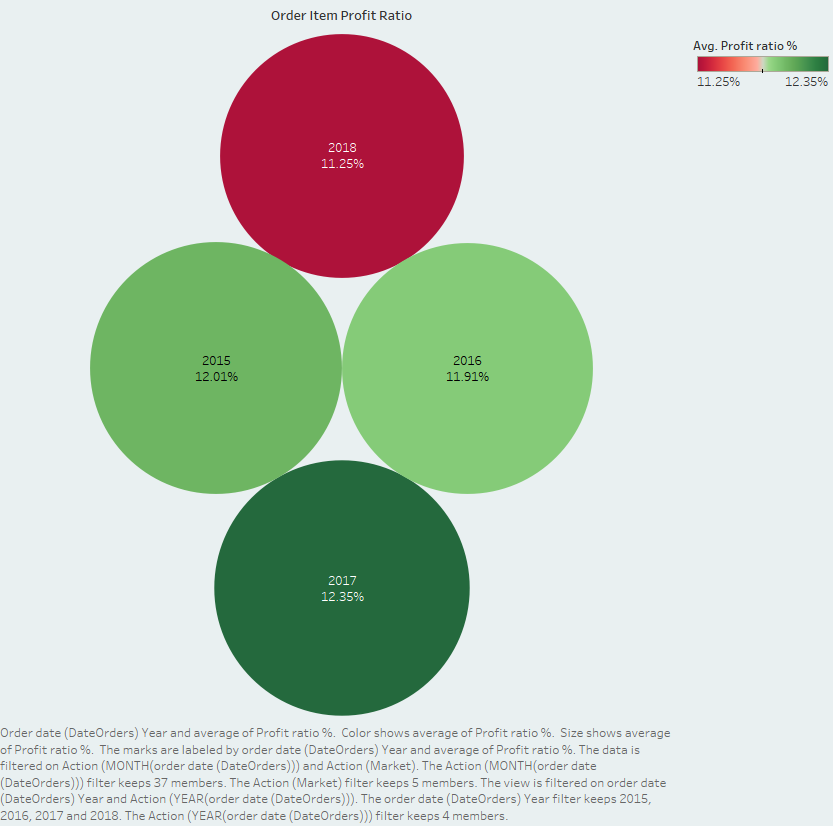 Order Item Profit Ratio
Avg. Profit ratio %
11.25%
12.35%
2018
11.25%
2015
12.01%
2016
11.91%
2017
12.35%
Order date (DateOrders) Year and average of Profit ratio %.  Color shows average of Profit ratio %.  Size shows average
of Profit ratio %.  The marks are labeled by order date (DateOrders) Year and average of Profit ratio %. The data is
filtered on Action (MONTH(order date (DateOrders))) and Action (Market). The Action (MONTH(order date
(DateOrders))) filter keeps 37 members. The Action (Market) filter keeps 5 members. The view is filtered on order date
(DateOrders) Year and Action (YEAR(order date (DateOrders))). The order date (DateOrders) Year filter keeps 2015,
2016, 2017 and 2018. The Action (YEAR(order date (DateOrders))) filter keeps 4 members.